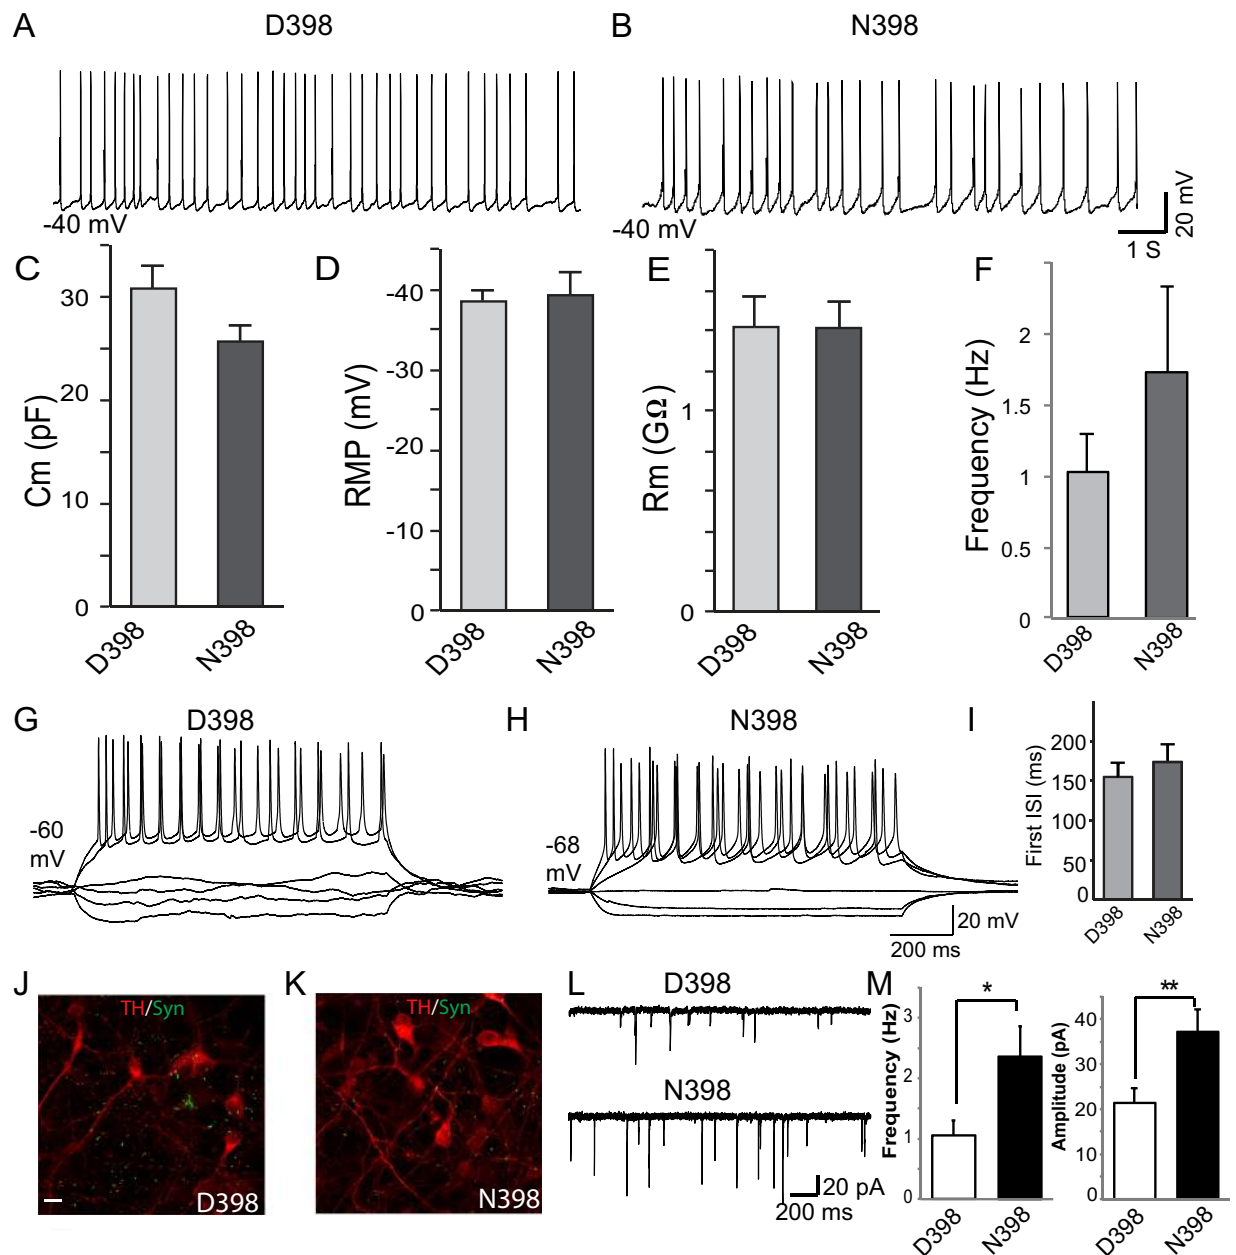 A
D398
B
N398
-40 mV
-40 mV
20 mV
1 S
C
Cm (pF)
30
20
10
0
D398
N398
D
RMP (mV)
-40
-30
-20
-10
0
D398
N398
E
Rm (GΩ)
1
0
D398
N398
F
Frequency (Hz)
2
1.5
1
0.5
0
D398
N398
G
D398
-60
mV
H
N398
-68
mV
20 mV
200 ms
I
First ISI (ms)
200
150
100
50
0
D398
N398
J
TH/Syn
D398
K
TH/Syn
N398
L
D398
N398
20 pA
200 ms
M
Frequency (Hz)
3
2
1
0
*
D398
N398
Amplitude (pA)
40
30
20
10
0
**
D398
N398